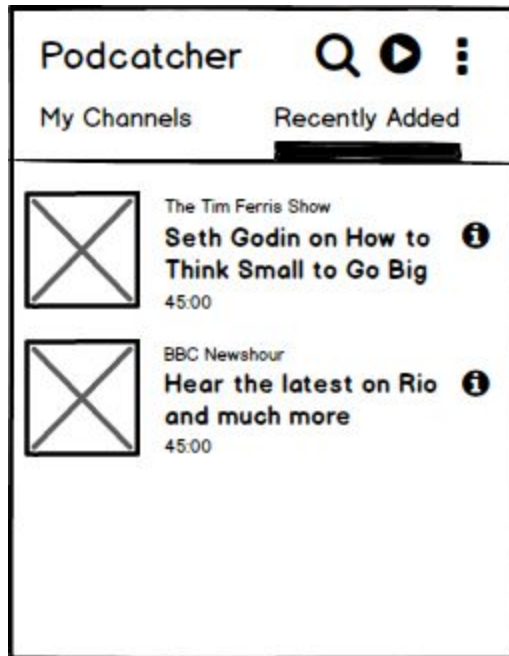 Podcatcher
My Channels
Recently Added
The Tim Ferris Show
Seth Godin on How to
Think Small to Go Big
45:00
BBC Newshour
Hear the latest on Rio
and much more
45:00